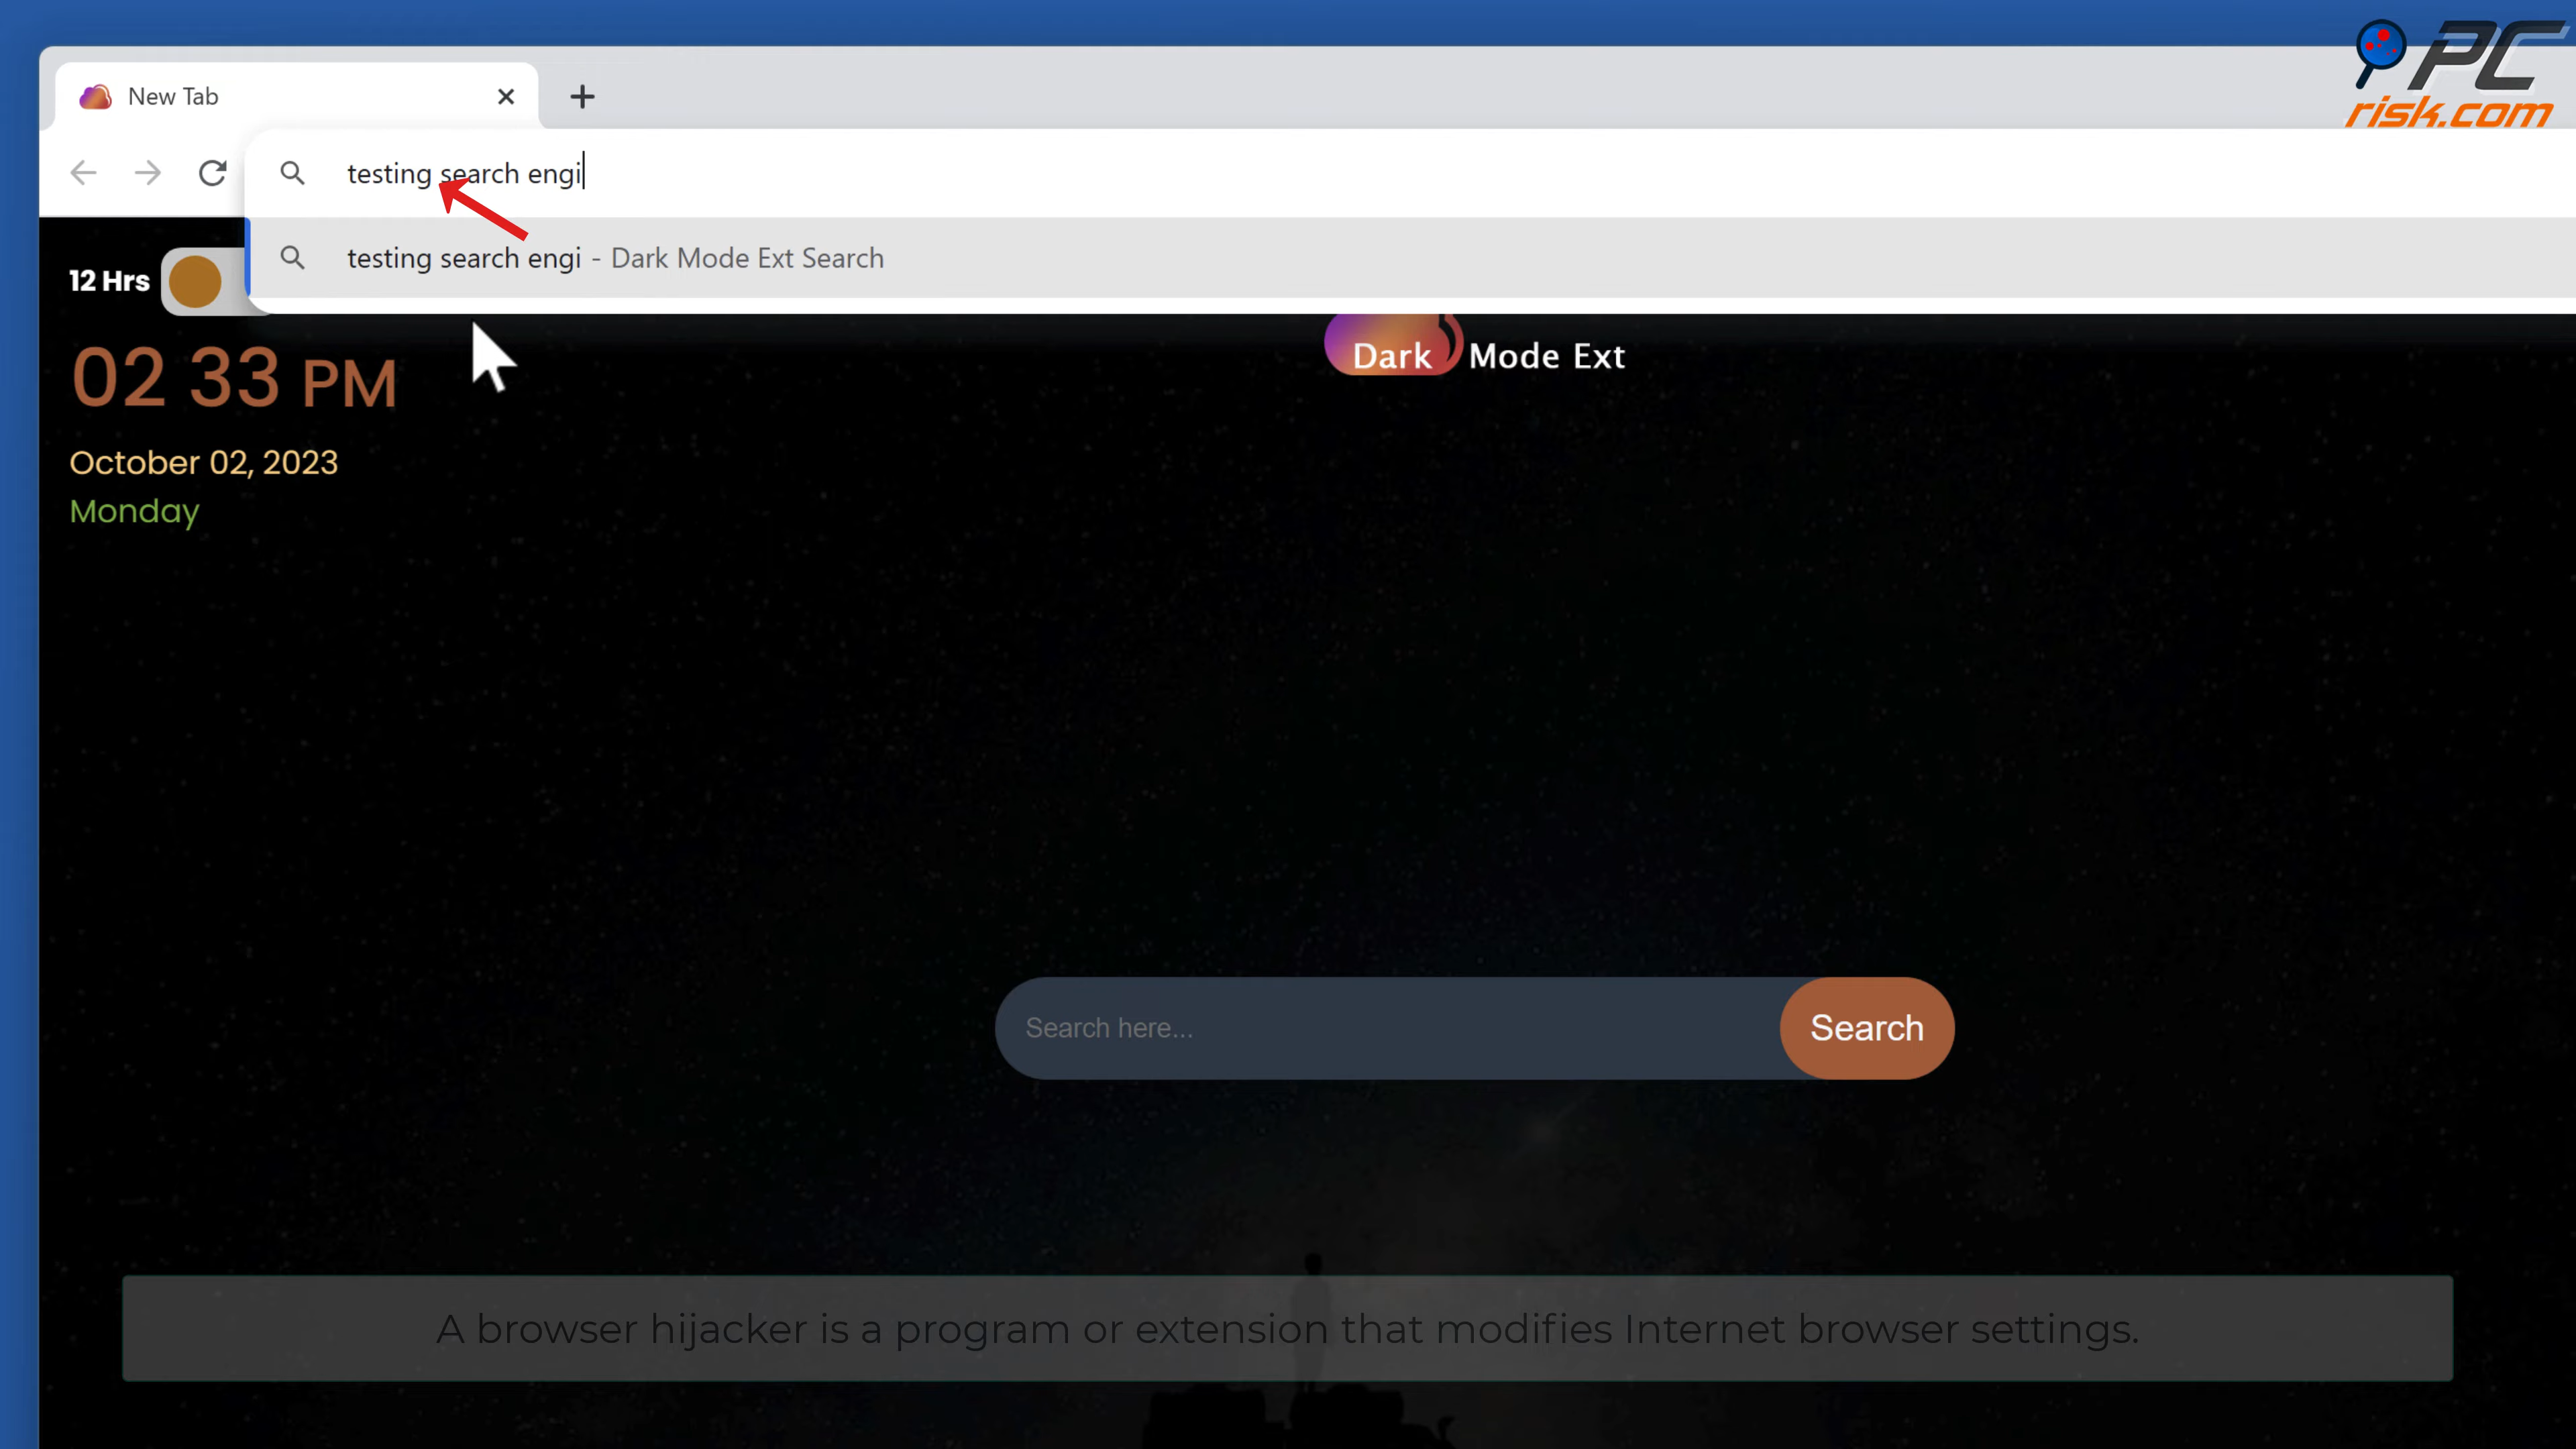 PC
risk.com
New Tab
testing search engi
testing search engi - Dark Mode Ext Search
12 Hrs
02 33 PM
October 02, 2023
Monday
Dark Mode Ext
Search here...
Search
A browser hijacker is a program or extension that modifies Internet browser settings.